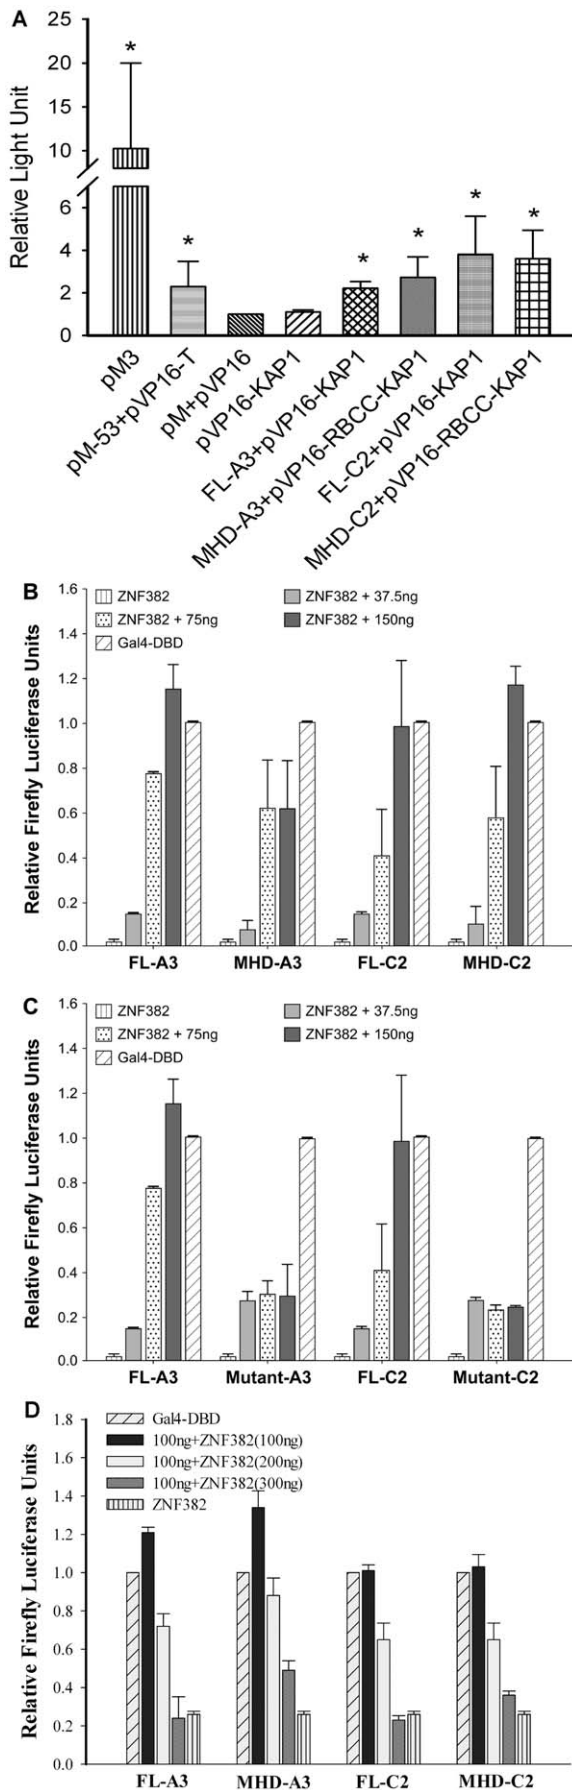 A
Relative Light Unit
25
20
15
10
6
4
2
0
*
*
*
*
*
*
pM3
pM-53+pVP16-T
pM+pVP16
pVP16-KAP1
FL-A3+pVP16-KAP1
MHD-A3+pVP16-RBCC-KAP1
FL-C2+pVP16-KAP1
MHD-C2+pVP16-RBCC-KAP1
B
Relative Firefly Luciferase Units
1.6
1.4
1.2
1.0
0.8
0.6
0.4
0.2
0.0
ZNF382
ZNF382 + 37.5ng
ZNF382 + 75ng
ZNF382 + 150ng
Gal4-DBD
FL-A3 MHD-A3 FL-C2 MHD-C2
C
Relative Firefly Luciferase Units
1.6
1.4
1.2
1.0
0.8
0.6
0.4
0.2
0.0
ZNF382
ZNF382 + 37.5ng
ZNF382 + 75ng
ZNF382 + 150ng
Gal4-DBD
FL-A3 Mutant-A3 FL-C2 Mutant-C2
D
Relative Firefly Luciferase Units
1.8
1.6
1.4
1.2
1.0
0.8
0.6
0.4
0.2
0.0
Gal4-DBD
100ng+ZNF382(100ng)
100ng+ZNF382(200ng)
100ng+ZNF382(300ng)
ZNF382
FL-A3 MHD-A3 FL-C2 MHD-C2